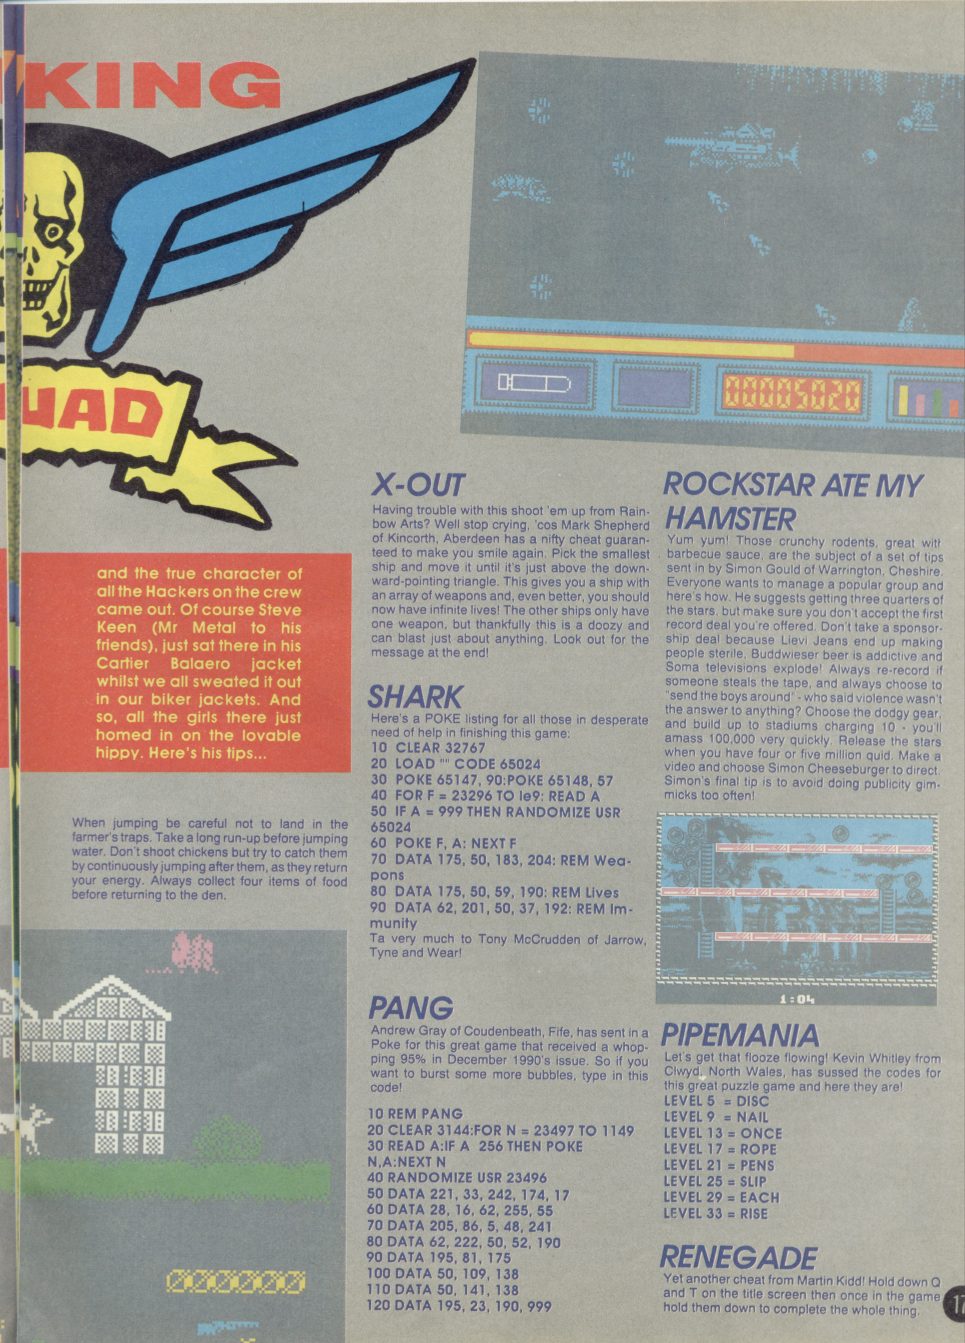 KING
UAD
and the true character of
all the Hackers on the crew
came out. Of course Steve
Keen (Mr Metal to his
friends), just sat there in his
Cartier Balaero jacket
whilst we all sweated it out
in our biker jackets. And
so, all the girls there just
homed in on the lovable
hippy. Here's his tips...
When jumping be careful not to land in the
farmer's traps. Take a long run-up before jumping
water. Don't shoot chickens but try to catch them
by continuously jumping after them, as they return
your energy. Always collect four items of food
before returning to the den.
000000
00005020
X-OUT
Having trouble with this shoot 'em up from Rain-
bow Arts? Well stop crying, 'cos Mark Shepherd
of Kincorth, Aberdeen has a nifty cheat guaran-
teed to make you smile again. Pick the smallest
ship and move it until it's just above the down-
ward-pointing triangle. This gives you a ship with
an array of weapons and, even better, you should
now have infinite lives! The other ships only have
one weapon, but thankfully this is a doozy and
can blast just about anything. Look out for the
message at the end!
SHARK
Here's a POKE listing for all those in desperate
need of help in finishing this game:
10 CLEAR 32767
20 LOAD "" CODE 65024
30 POKE 65147, 90:POKE 65148, 57
40 FOR F = 23296 TO le9: READ A
50 IF A = 999 THEN RANDOMIZE USR
65024
60 POKE F, A: NEXT F
70 DATA 175, 50, 183, 204: REM Wea-
pons
80 DATA 175, 50, 59, 190: REM Lives
90 DATA 62, 201, 50, 37, 192: REM Im-
munity
Ta very much to Tony McCrudden of Jarrow,
Tyne and Wear!
PANG
Andrew Gray of Coudenbeath, Fife, has sent in a
Poke for this great game that received a whop-
ping 95% in December 1990's issue. So if you
want to burst some more bubbles, type in this
code!
10 REM PANG
20 CLEAR 3144:FOR N = 23497 TO 1149
30 READ A:IF A 256 THEN POKE
N,A:NEXT N
40 RANDOMIZE USR 23496
50 DATA 221, 33, 242, 174, 17
60 DATA 28, 16, 62, 255, 55
70 DATA 205, 86, 5, 48, 241
80 DATA 62, 222, 50, 52, 190
90 DATA 195, 81, 175
100 DATA 50, 109, 138
110 DATA 50, 141, 138
120 DATA 195, 23, 190, 999
ROCKSTAR ATE MY
HAMSTER
Yum yum! Those crunchy rodents, great with
barbecue sauce, are the subject of a set of tips
sent in by Simon Gould of Warrington, Cheshire.
Everyone wants to manage a popular group and
here's how. He suggests getting three quarters of
the stars, but make sure you don't accept the first
record deal you're offered. Don't take a sponsor-
ship deal because Lievi Jeans end up making
people sterile, Buddwieser beer is addictive and
Soma televisions explode! Always re-record if
someone steals the tape, and always choose to
"send the boys around" - who said violence wasn't
the answer to anything? Choose the dodgy gear,
and build up to stadiums charging 10 - you'll
amass 100,000 very quickly. Release the stars
when you have four or five million quid. Make a
video and choose Simon Cheeseburger to direct.
Simon's final tip is to avoid doing publicity gim-
micks too often!
1:04
PIPEMANIA
Let's get that flooze flowing! Kevin Whitley from
Clwyd, North Wales, has sussed the codes for
this great puzzle game and here they are!
LEVEL 5 = DISC
LEVEL 9 = NAIL
LEVEL 13 = ONCE
LEVEL 17 = ROPE
LEVEL 21 = PENS
LEVEL 25 = SLIP
LEVEL 29 = EACH
LEVEL 33 = RISE
RENEGADE
Yet another cheat from Martin Kidd! Hold down Q
and T on the title screen then once in the game
hold them down to complete the whole thing.
17